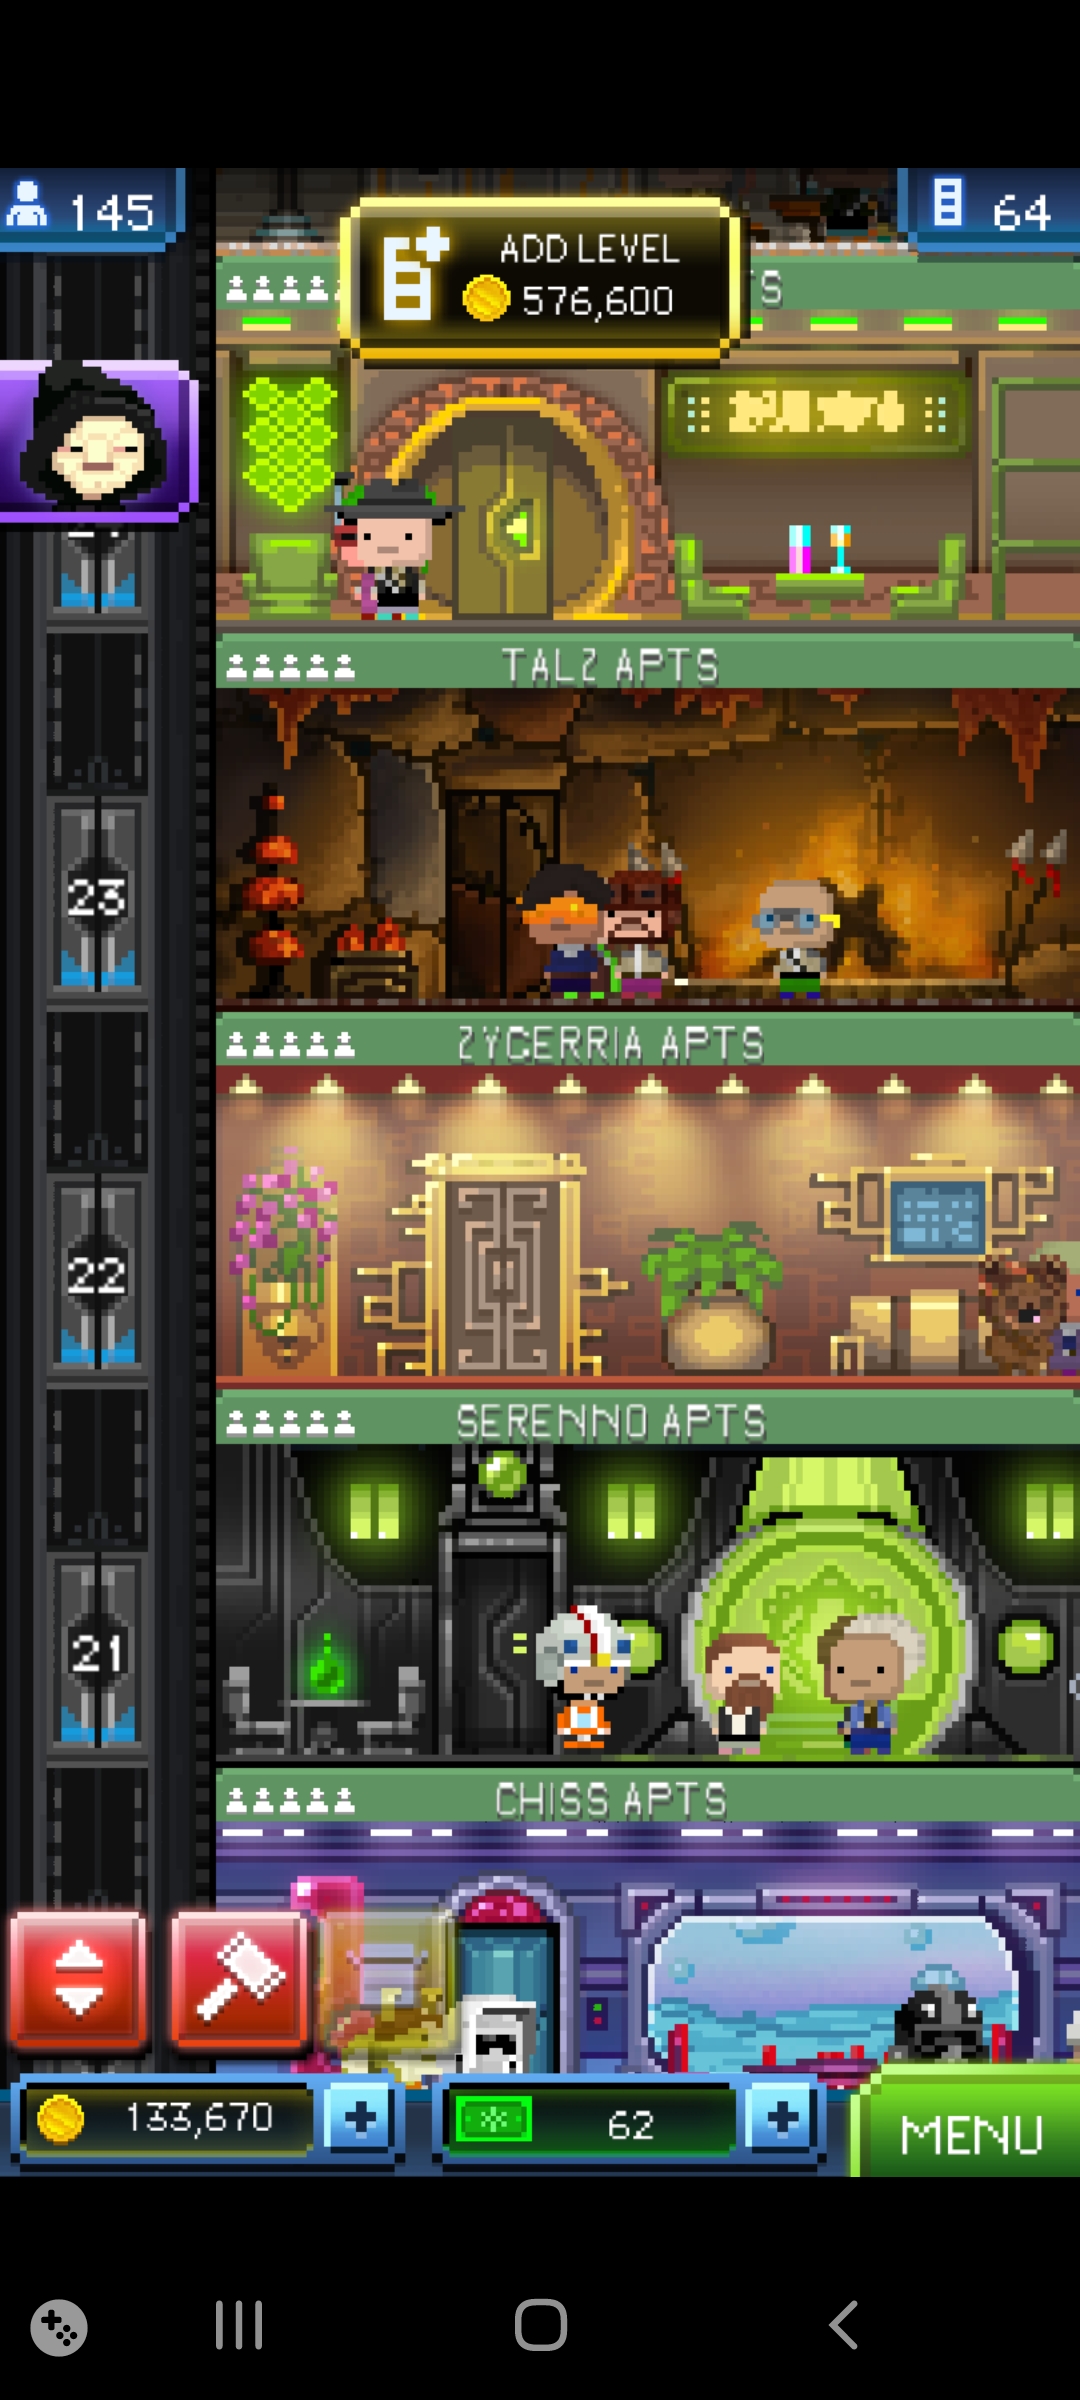 145
ADD LEVEL
576,600
64
TALZ APTS
23
ZYGERRIA APTS
22
SERENNO APTS
21
CHISS APTS
133,670
62
MENU